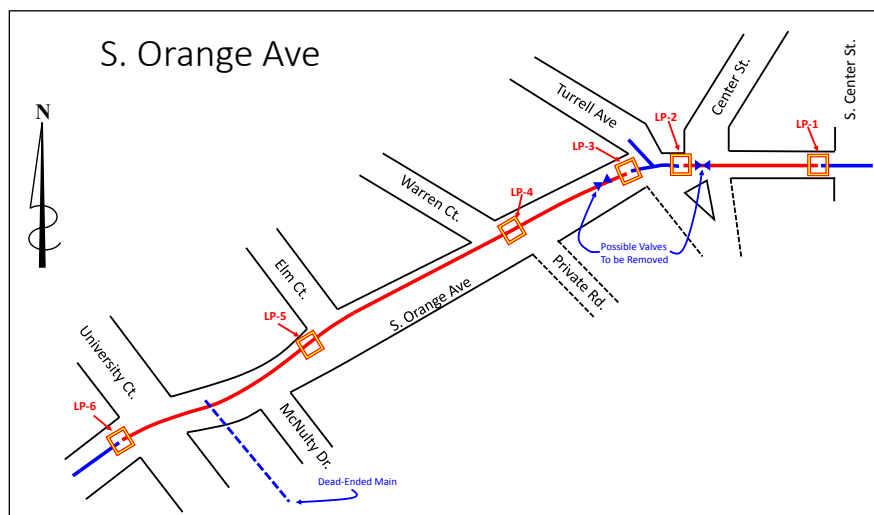 S. Orange Ave
N
Turrell Ave
Center St.
S. Center St.
LP-2
LP-1
LP-3
Warren Ct.
LP-4
Possible Valves
To be Removed
Private Rd.
Elm Ct.
S. Orange Ave
LP-5
University Ct.
LP-6
McNulty Dr.
Dead-Ended Main